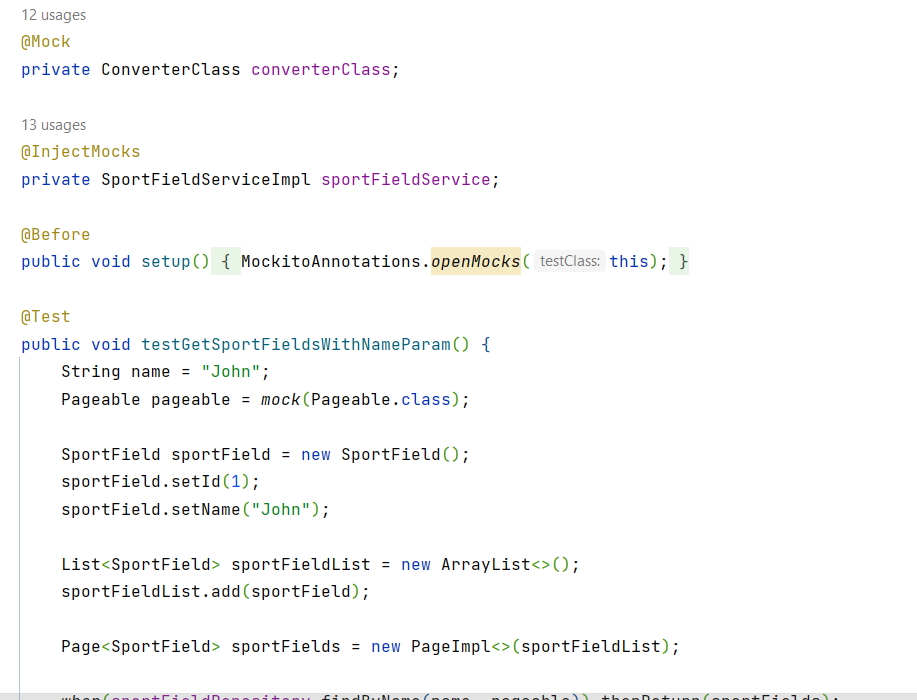 12 usages
@Mock
private ConverterClass converterClass;
13 usages
@InjectMocks
private SportFieldServiceImpl sportFieldService;
@Before
public void setup() { MockitoAnnotations.openMocks( testClass: this); }
@Test
public void testGetSportFieldsWithNameParam() {
String name = "John";
Pageable pageable = mock(Pageable.class);
SportField sportField = new SportField();
sportField.setId(1);
sportField.setName("John");
List<SportField> sportFieldList = new ArrayList<>();
sportFieldList.add(sportField);
Page<SportField> sportFields = new PageImpl<>(sportFieldList);
when(sportFieldRepository.findByName(name, pageable)).thenReturn(sportFields);